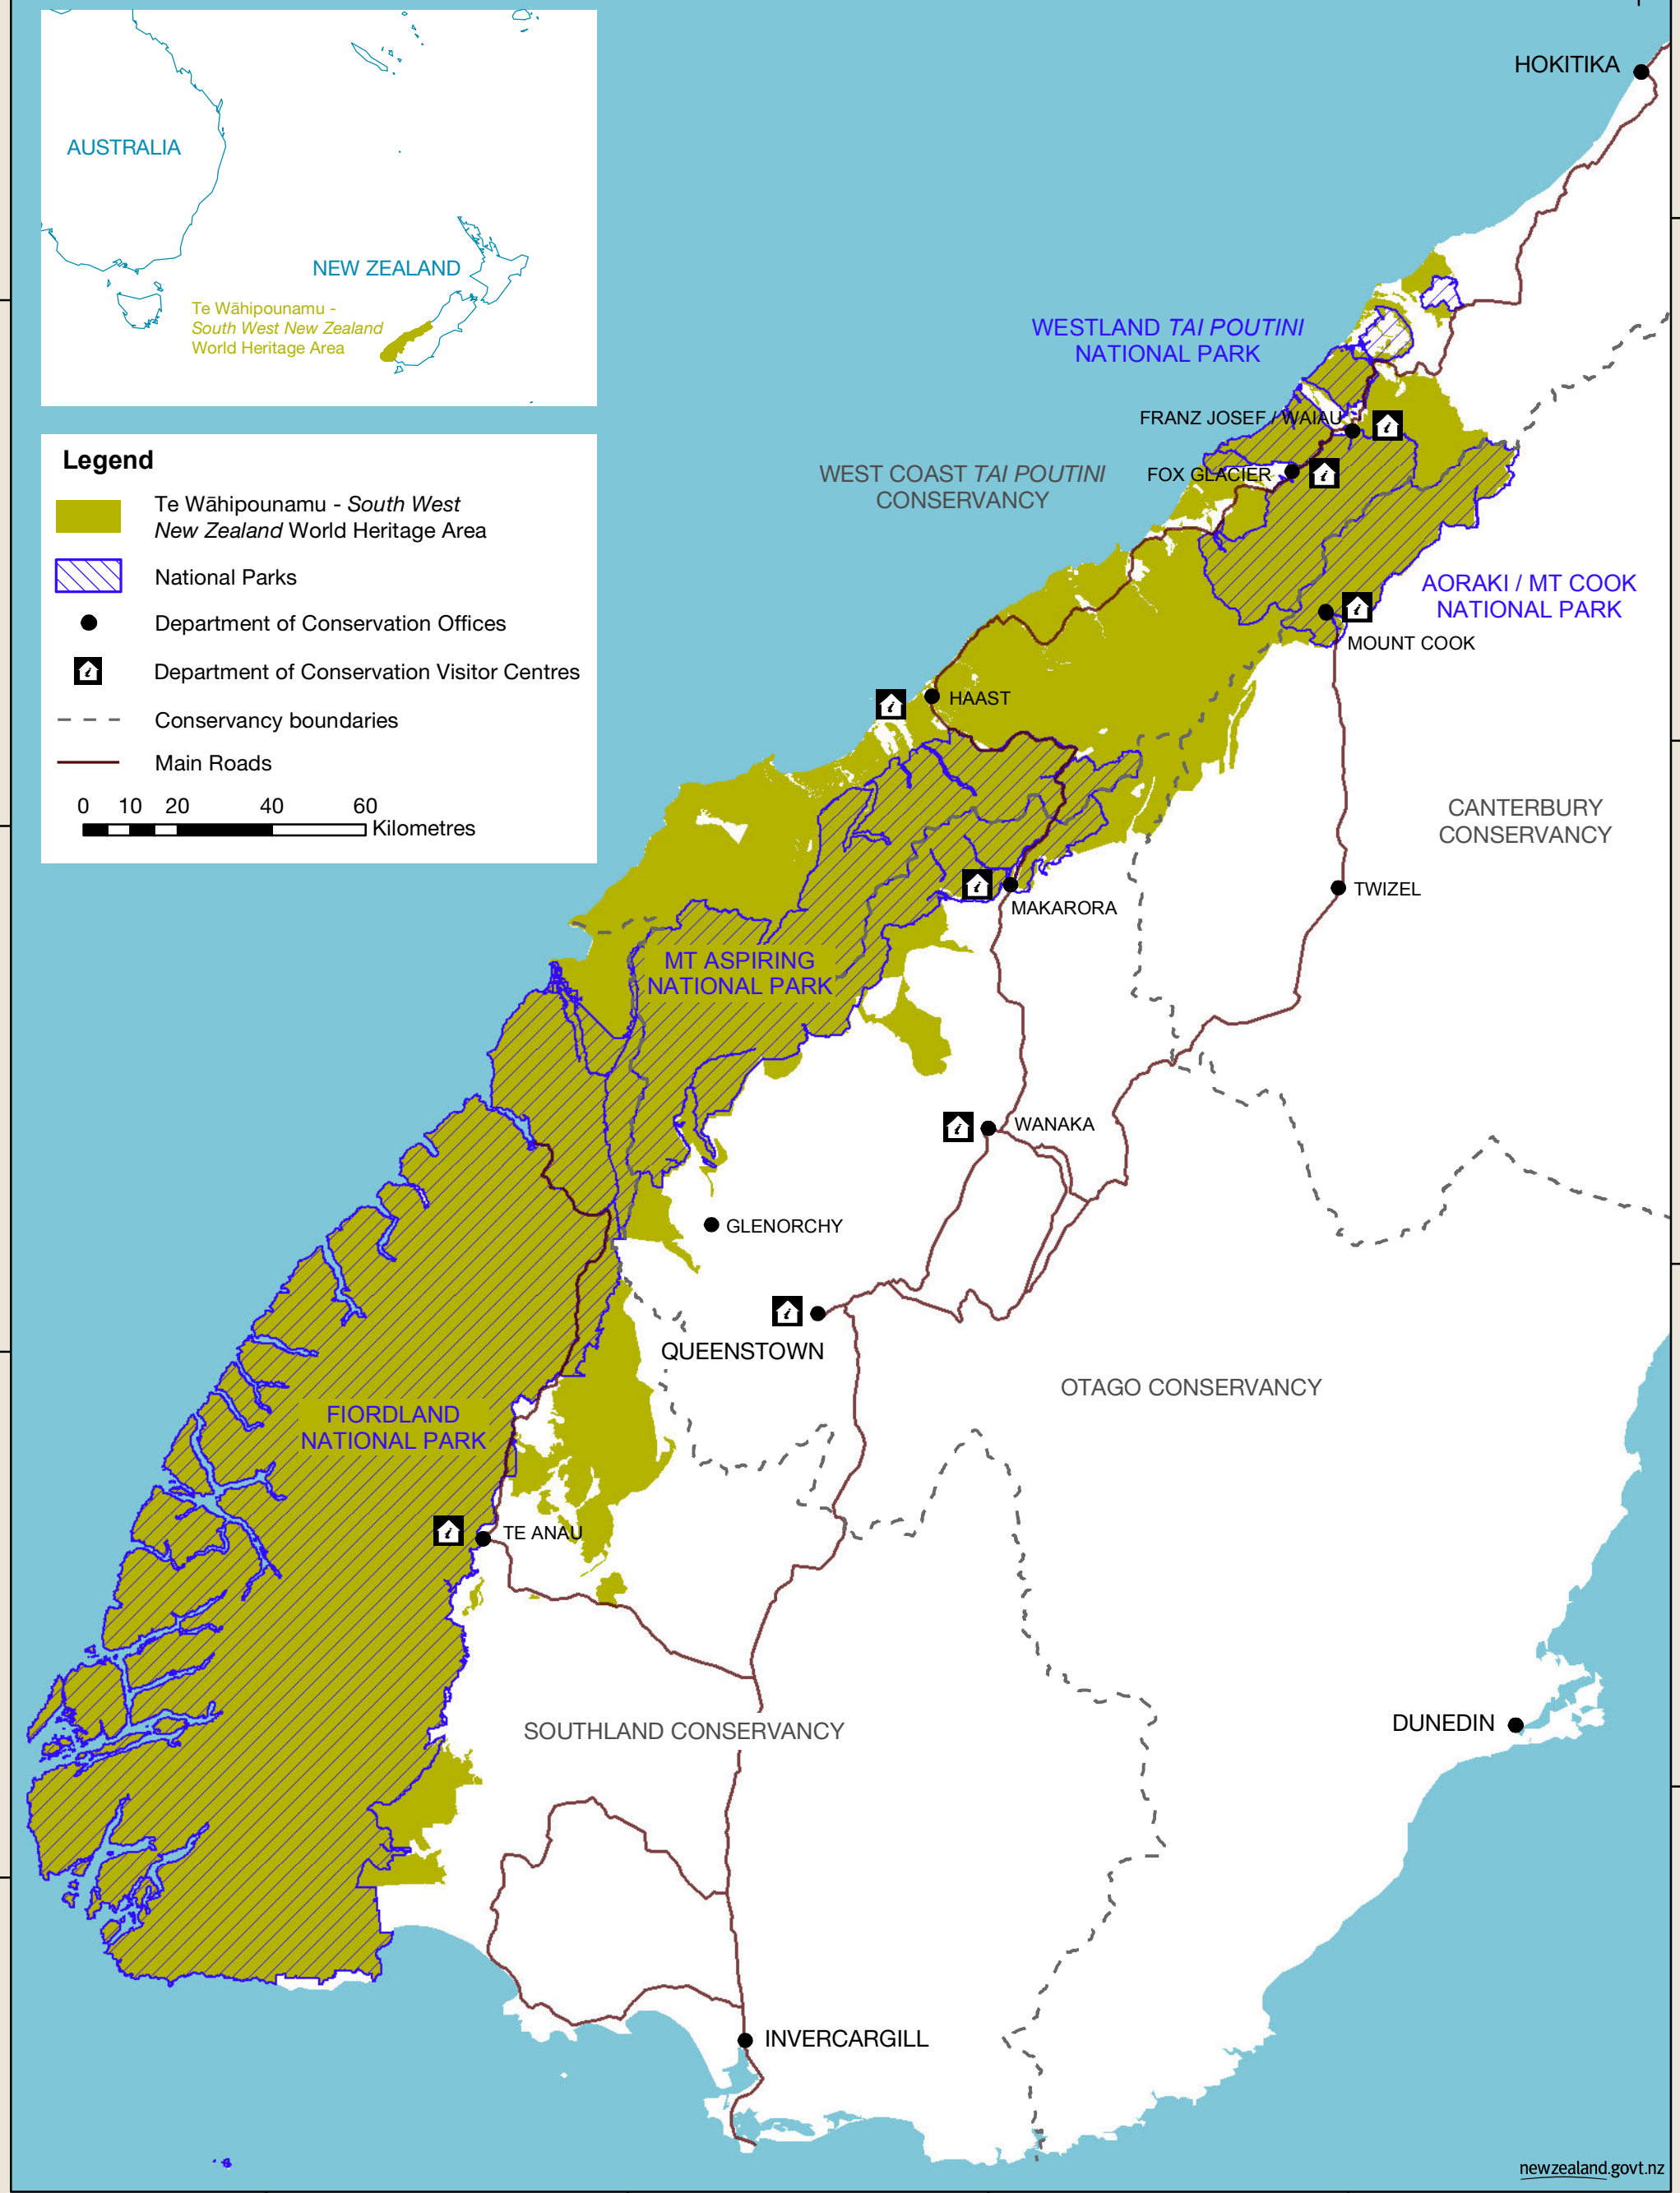 AUSTRALIA
NEW ZEALAND
Te Wāhipounamu -
South West New Zealand
World Heritage Area
Legend
Te Wāhipounamu - South West
New Zealand World Heritage Area
National Parks
Department of Conservation Offices
Department of Conservation Visitor Centres
Conservancy boundaries
Main Roads
0 10 20 40 60
Kilometres
HOKITIKA
WESTLAND TAI POUTINI
NATIONAL PARK
FRANZ JOSEF / WAIAU
WEST COAST TAI POUTINI
CONSERVANCY
FOX GLACIER
AORAKI / MT COOK
NATIONAL PARK
MOUNT COOK
HAAST
CANTERBURY
CONSERVANCY
TWIZEL
MAKARORA
MT ASPIRING
NATIONAL PARK
WANAKA
GLENORCHY
QUEENSTOWN
OTAGO CONSERVANCY
FIORDLAND
NATIONAL PARK
TE ANAU
SOUTHLAND CONSERVANCY
DUNEDIN
INVERCARGILL
newzealand.govt.nz